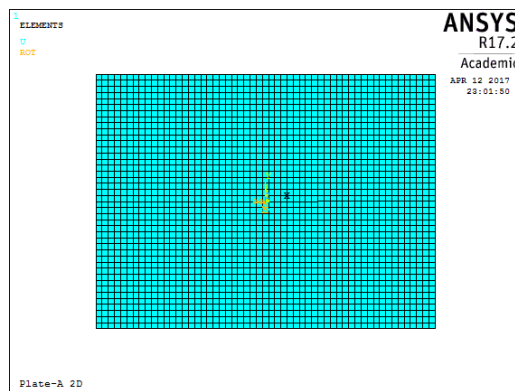 1
ELEMENTS
U
ROT
ANSYS
R17.2
Academic
APR 12 2017
23:01:50
X
Plate-A 2D